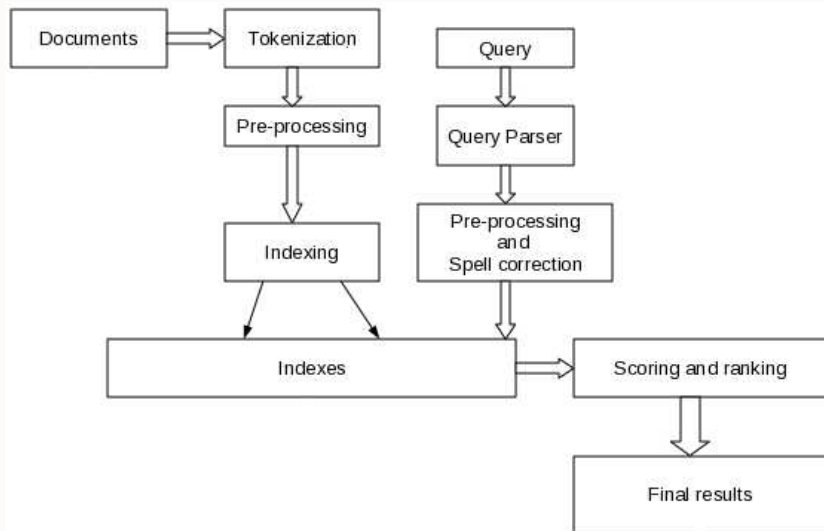 Documents
Tokenization
Query
Pre-processing
Query Parser
Pre-processing
and
Spell correction
Indexing
Indexes
Scoring and ranking
Final results